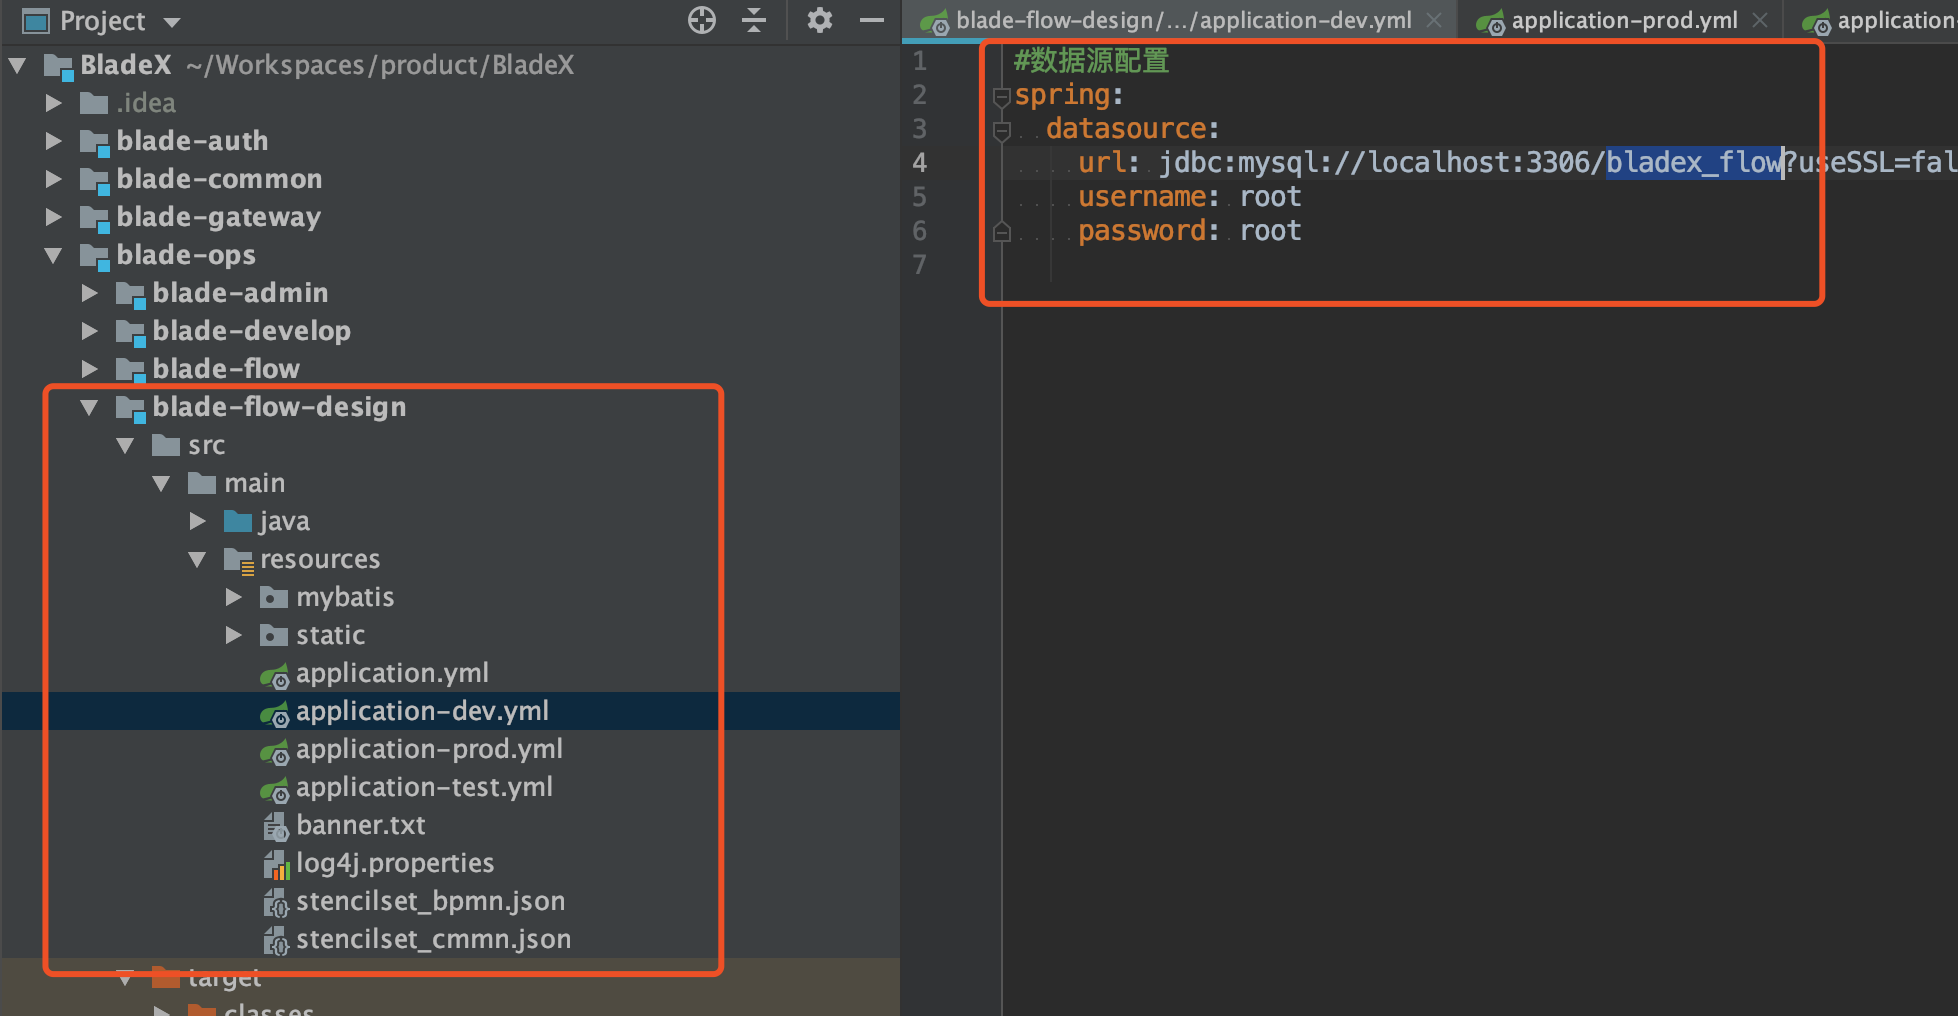 Project
BladeX ~/Workspaces/product/BladeX
.idea
blade-auth
blade-common
blade-gateway
blade-ops
blade-admin
blade-develop
blade-flow
blade-flow-design
src
main
java
resources
mybatis
static
application.yml
application-dev.yml
application-prod.yml
application-test.yml
banner.txt
log4j.properties
stencilset_bpmn.json
stencilset_cmmn.json
target
classes
blade-flow-design/.../application-dev.yml
application-prod.yml
application
1 #数据源配置
2 spring:
3 datasource:
4 url: jdbc:mysql://localhost:3306/bladex_flow?useSSL=fal
5 username: root
6 password: root
7